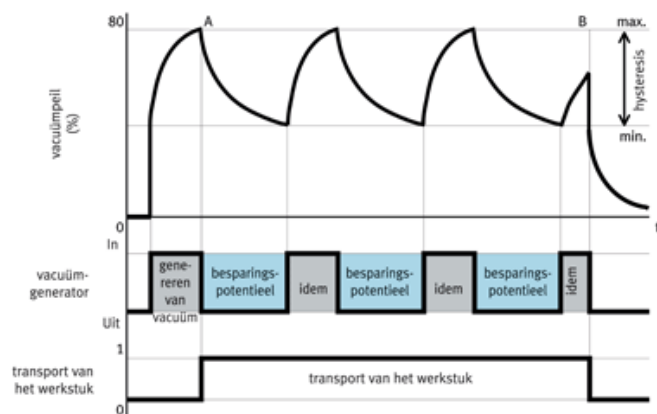 80
A
B
max.
hysteresis
min.
vacuümpeil
(%)
0
t
In
vacuüm-
generator
Uit
gene-
reren
van
vacuüm
besparings-
potentieel
idem
besparings-
potentieel
idem
besparings-
potentieel
idem
1
transport van
het werkstuk
transport van het werkstuk
0